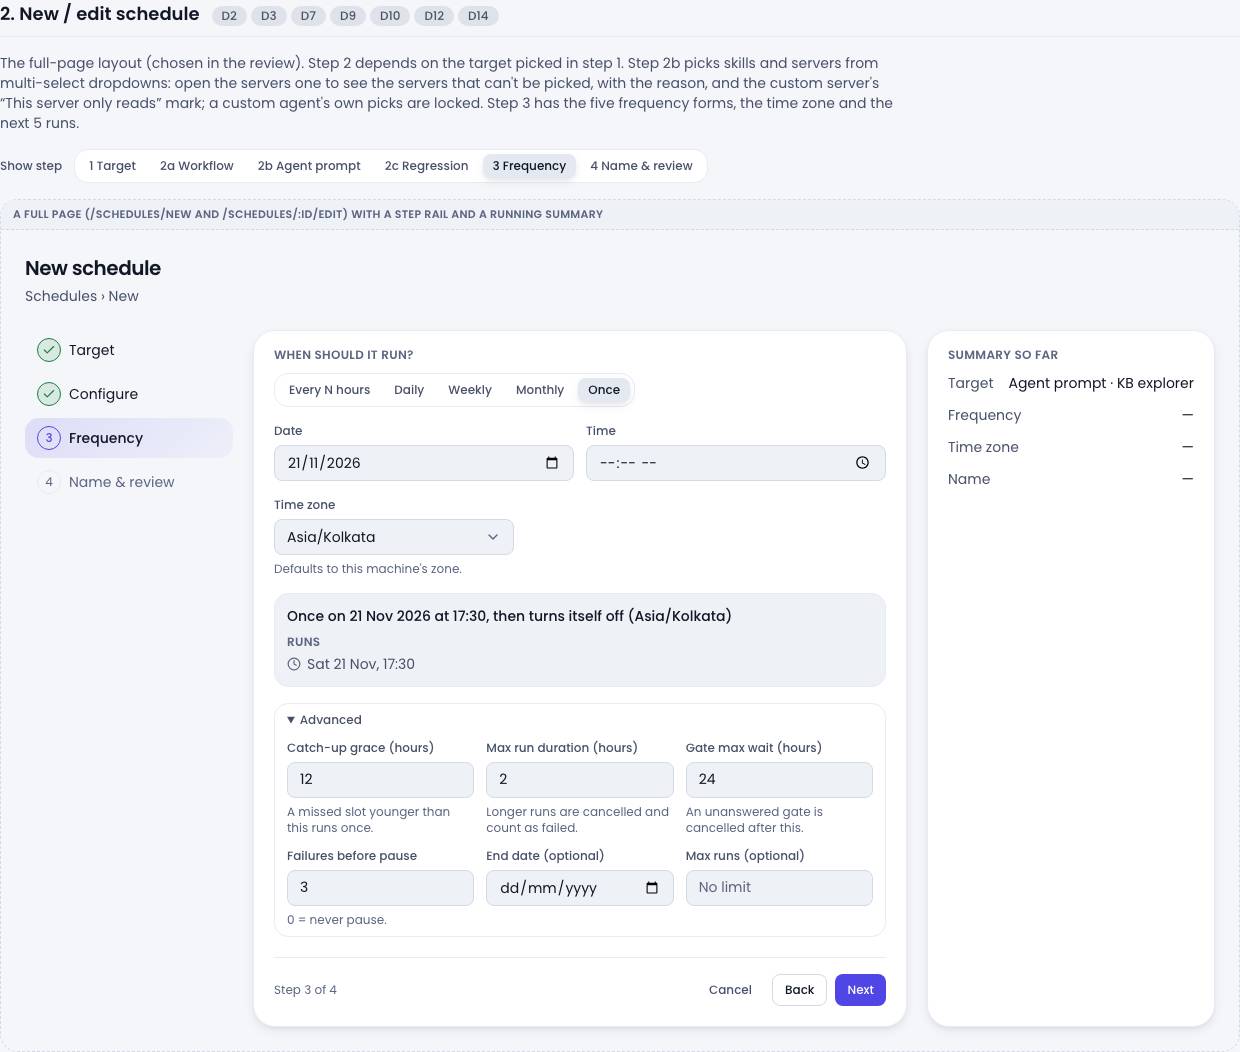 2. New / edit schedule D2 D3 D7 D9 D10 D12 D14
The full-page layout (chosen in the review). Step 2 depends on the target picked in step 1. Step 2b picks skills and servers from
multi-select dropdowns: open the servers one to see the servers that can't be picked, with the reason, and the custom server's
“This server only reads” mark; a custom agent's own picks are locked. Step 3 has the five frequency forms, the time zone and the
next 5 runs.
Show step 1 Target 2a Workflow 2b Agent prompt 2c Regression 3 Frequency 4 Name & review
A FULL PAGE (/SCHEDULES/NEW AND /SCHEDULES/:ID/EDIT) WITH A STEP RAIL AND A RUNNING SUMMARY
New schedule
Schedules › New
Target
Configure
3 Frequency
4 Name & review
WHEN SHOULD IT RUN?
Every N hours Daily Weekly Monthly Once
Date Time
21/11/2026 --:-- --
Time zone
Asia/Kolkata
Defaults to this machine's zone.
Once on 21 Nov 2026 at 17:30, then turns itself off (Asia/Kolkata)
RUNS
Sat 21 Nov, 17:30
▼ Advanced
Catch-up grace (hours) Max run duration (hours) Gate max wait (hours)
12 2 24
A missed slot younger than
this runs once.
Longer runs are cancelled and
count as failed.
An unanswered gate is
cancelled after this.
Failures before pause End date (optional) Max runs (optional)
3 dd/mm/yyyy No limit
0 = never pause.
Step 3 of 4 Cancel Back Next
SUMMARY SO FAR
Target Agent prompt · KB explorer
Frequency —
Time zone —
Name —